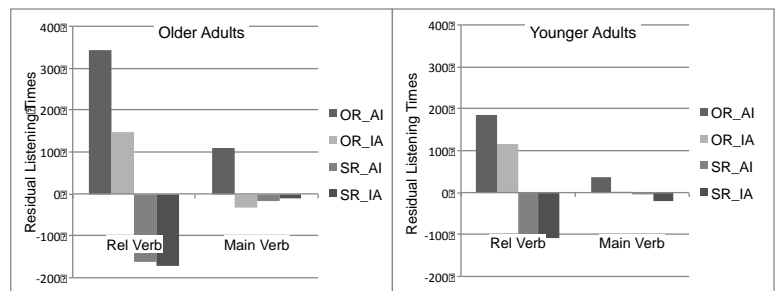 Older Adults
Residual Listening Times
400⍰
300⍰
200⍰
100⍰
0⍰
-100⍰
-200⍰
Rel Verb
Main Verb
OR_AI
OR_IA
SR_AI
SR_IA
Younger Adults
Residual Listening Times
400⍰
300⍰
200⍰
100⍰
0⍰
-100⍰
-200⍰
Rel Verb
Main Verb
OR_AI
OR_IA
SR_AI
SR_IA